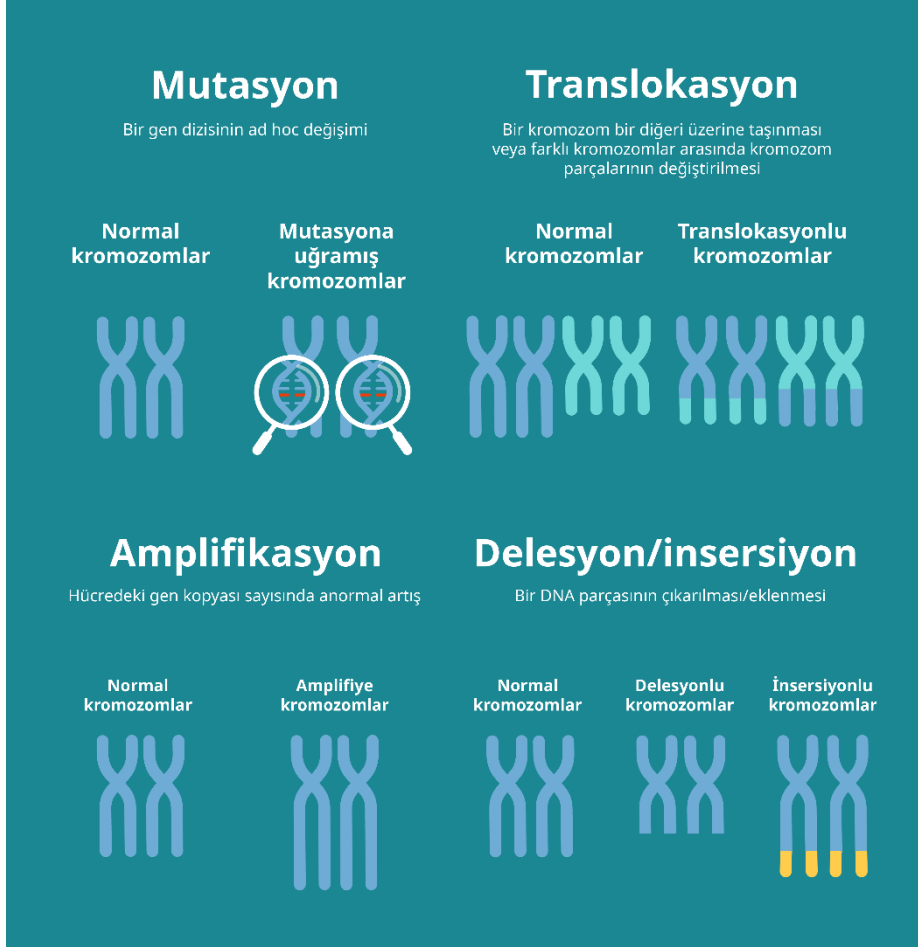 Mutasyon
Bir gen dizisinin ad hoc değişimi
Normal
kromozomlar
Mutasyona
uğramış
kromozomlar
Translokasyon
Bir kromozom bir diğeri üzerine taşınması
veya farklı kromozomlar arasında kromozom
parçalarının değiştirilmesi
Normal
kromozomlar
Translokasyonlu
kromozomlar
Amplifikasyon
Hücredeki gen kopyası sayısında anormal artış
Normal
kromozomlar
Amplifiye
kromozomlar
Delesyon/insersiyon
Bir DNA parçasının çıkarılması/eklenmesi
Normal
kromozomlar
Delesyonlu
kromozomlar
İnsersiyonlu
kromozomlar